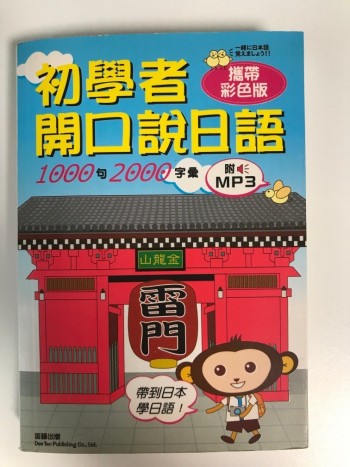 一緒に日本語
覚えましょう!!
初學者
攜帶
彩色版
開口說日語
1000句2000字彙
附
MP3
金龍山
雷門
帶到日本
學日語！
Dee Ten Publishing Co., Ltd.